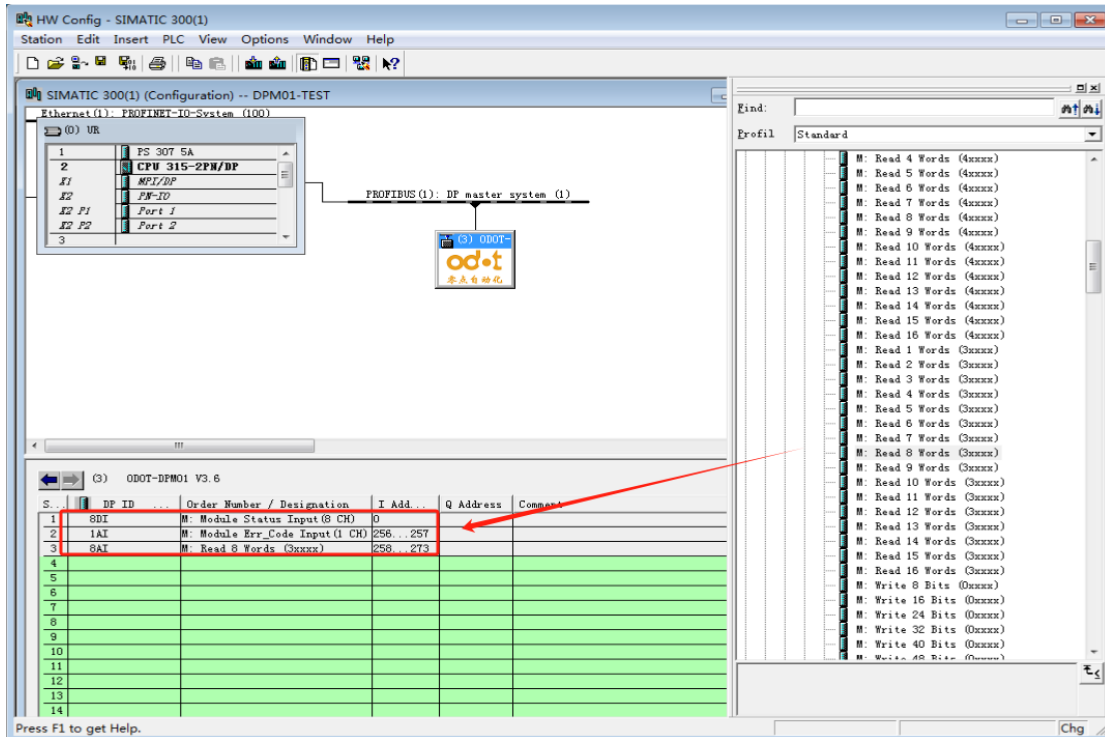 HW Config - SIMATIC 300(1)
Station Edit Insert PLC View Options Window Help
SIMATIC 300(1) (Configuration) -- DPM01-TEST
Ethernet(1): PROFINET-IO-System (100)
(0) UR
1 PS 307 5A
2 CPU 315-2PN/DP
X1 MPI/DP
X2 PN-IO
X2 P1 Port 1
X2 P2 Port 2
3
PROFIBUS(1): DP master system (1)
(3) ODOT-
odot
零点自动化
(3) ODOT-DPM01 V3.6
S... DP ID ... Order Number / Designation I Add... Q Address Comment
1 8DI M: Module Status Input(8 CH) 0
2 1AI M: Module Err_Code Input(1 CH) 256...257
3 8AI M: Read 8 Words (3xxxx) 258...273
4
5
6
7
8
9
10
11
12
13
14
Find:
Profil Standard
M: Read 4 Words (4xxxx)
M: Read 5 Words (4xxxx)
M: Read 6 Words (4xxxx)
M: Read 7 Words (4xxxx)
M: Read 8 Words (4xxxx)
M: Read 9 Words (4xxxx)
M: Read 10 Words (4xxxx)
M: Read 11 Words (4xxxx)
M: Read 12 Words (4xxxx)
M: Read 13 Words (4xxxx)
M: Read 14 Words (4xxxx)
M: Read 15 Words (4xxxx)
M: Read 16 Words (4xxxx)
M: Read 1 Words (3xxxx)
M: Read 2 Words (3xxxx)
M: Read 3 Words (3xxxx)
M: Read 4 Words (3xxxx)
M: Read 5 Words (3xxxx)
M: Read 6 Words (3xxxx)
M: Read 7 Words (3xxxx)
M: Read 8 Words (3xxxx)
M: Read 9 Words (3xxxx)
M: Read 10 Words (3xxxx)
M: Read 11 Words (3xxxx)
M: Read 12 Words (3xxxx)
M: Read 13 Words (3xxxx)
M: Read 14 Words (3xxxx)
M: Read 15 Words (3xxxx)
M: Read 16 Words (3xxxx)
M: Write 8 Bits (0xxxx)
M: Write 16 Bits (0xxxx)
M: Write 24 Bits (0xxxx)
M: Write 32 Bits (0xxxx)
M: Write 40 Bits (0xxxx)
M: Write 48 Bits (0xxxx)
Press F1 to get Help.
Chg